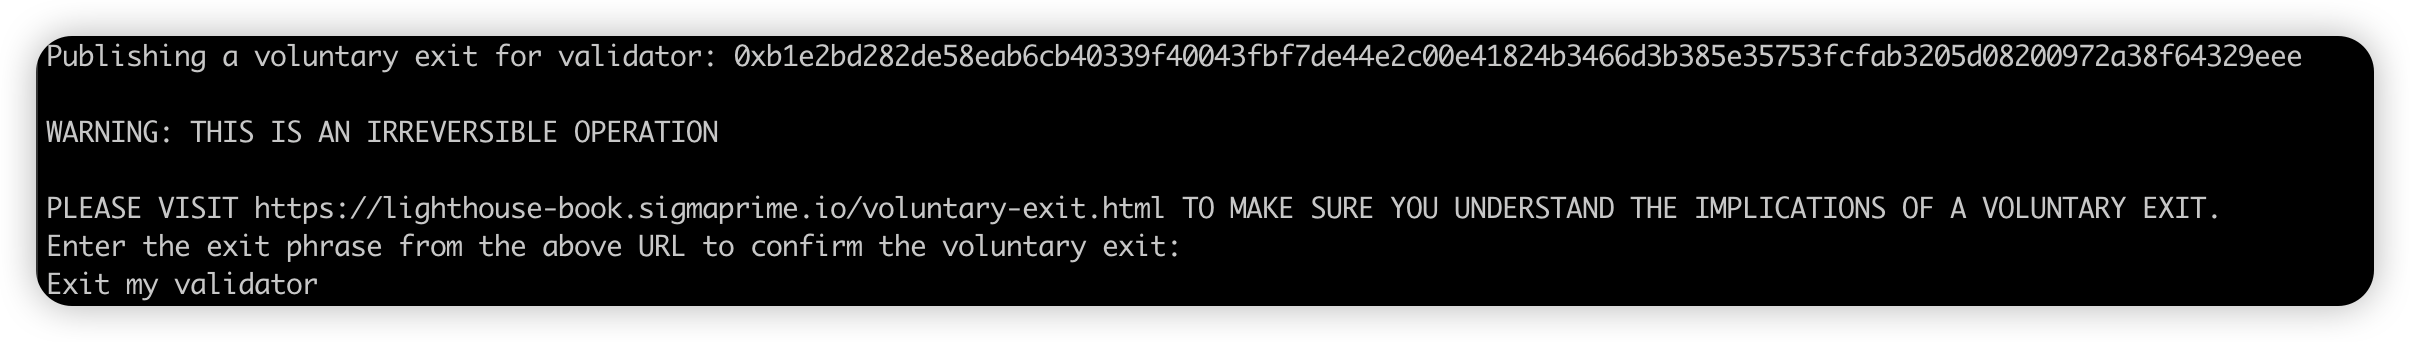 Publishing a voluntary exit for validator: 0xb1e2bd282de58eab6cb40339f40043fbf7de44e2c00e41824b3466d3b385e35753fcfab3205d08200972a38f64329eee
WARNING: THIS IS AN IRREVERSIBLE OPERATION
PLEASE VISIT https://lighthouse-book.sigmaprime.io/voluntary-exit.html TO MAKE SURE YOU UNDERSTAND THE IMPLICATIONS OF A VOLUNTARY EXIT.
Enter the exit phrase from the above URL to confirm the voluntary exit:
Exit my validator